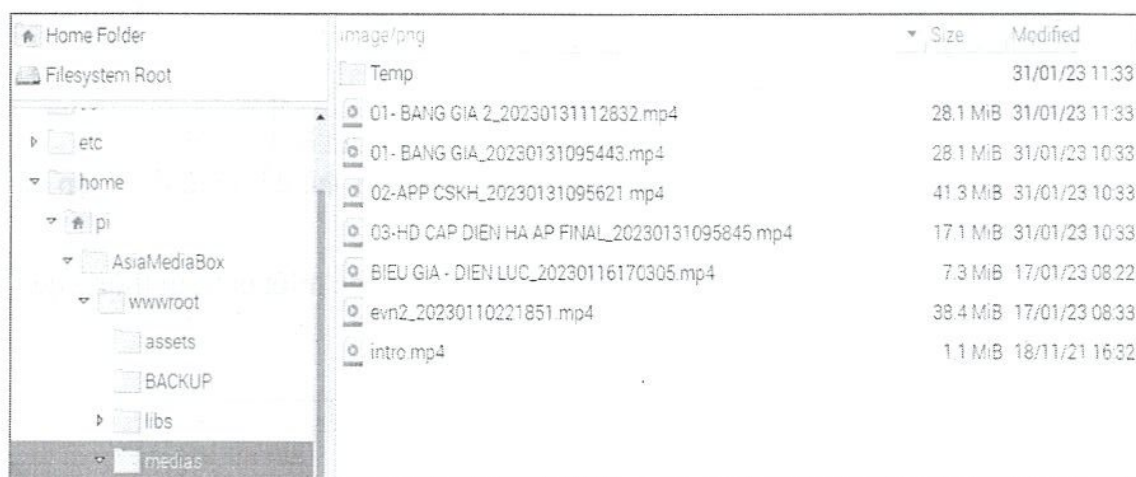 Home Folder
Filesystem Root
etc
home
pi
AsiaMediaBox
wwwroot
assets
BACKUP
libs
medias
image/png Size Modified
Temp 31/01/23 11:33
01- BANG GIA 2_20230131112832.mp4 28.1 MiB 31/01/23 11:33
01- BANG GIA_20230131095443.mp4 28.1 MiB 31/01/23 10:33
02-APP CSKH_20230131095621.mp4 41.3 MiB 31/01/23 10:33
03-HD CAP DIEN HA AP FINAL_20230131095845.mp4 17.1 MiB 31/01/23 10:33
BIEU GIA - DIEN LUC_20230116170305.mp4 7.3 MiB 17/01/23 08:22
evn2_20230110221851.mp4 38.4 MiB 17/01/23 08:33
intro.mp4 1.1 MiB 18/11/21 16:32